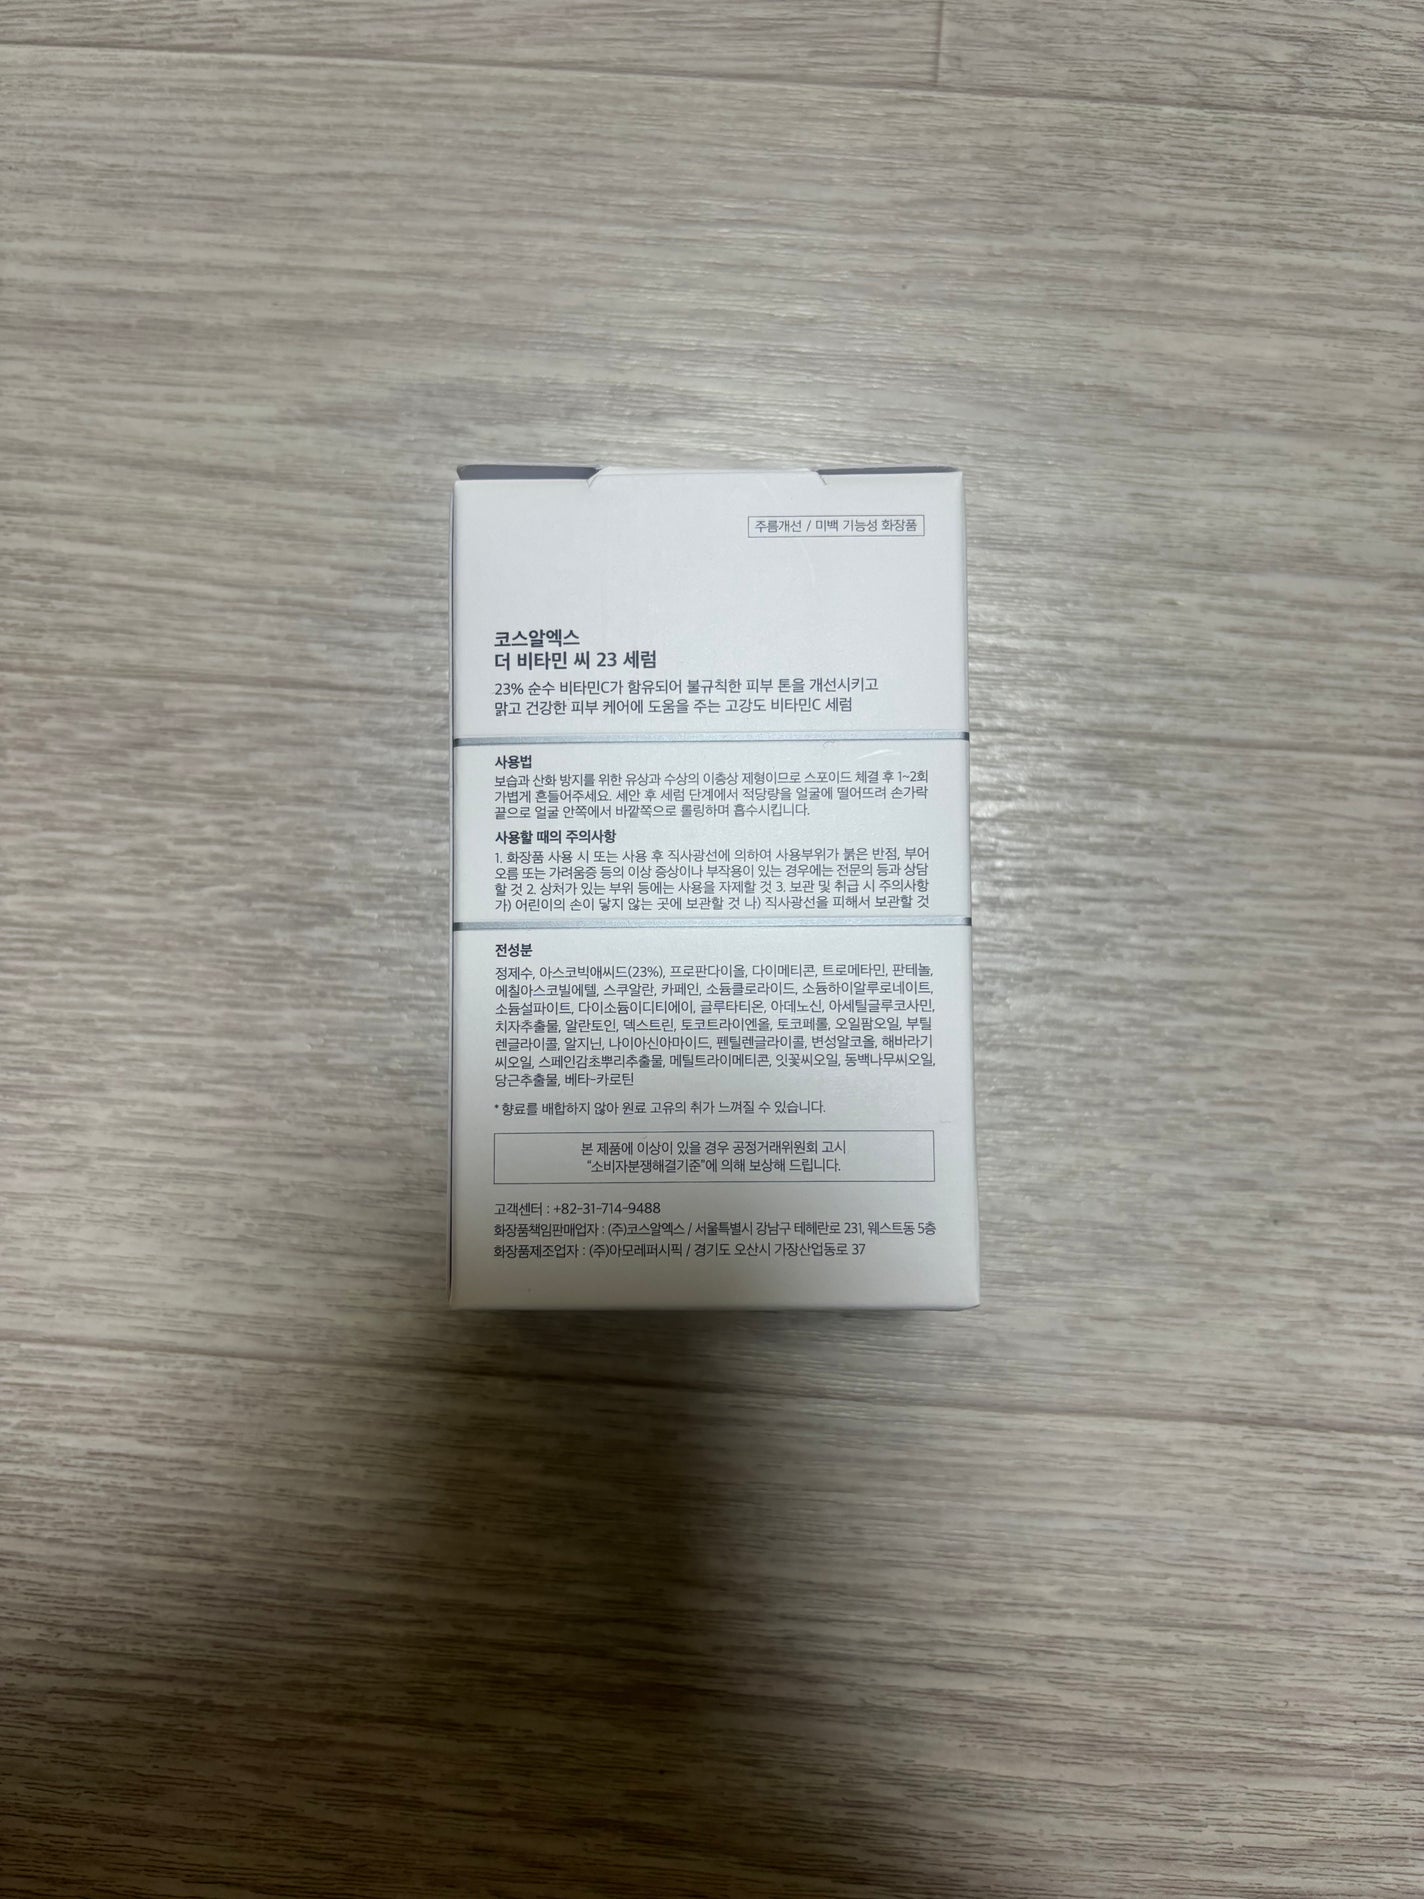 주름개선 / 미백 기능성 화장품
코스알엑스
더 비타민 씨 23 세럼
23% 순수 비타민C가 함유되어 불규칙한 피부 톤을 개선시키고
맑고 건강한 피부 케어에 도움을 주는 고강도 비타민C 세럼
사용법
보습과 산화 방지를 위한 유상과 수상의 이층상 제형이므로 스포이드 체결 후 1~2회
가볍게 흔들어주세요. 세안 후 세럼 단계에서 적당량을 얼굴에 떨어뜨려 손가락
끝으로 얼굴 안쪽에서 바깥쪽으로 롤링하며 흡수시킵니다.
사용할 때의 주의사항
1. 화장품 사용 시 또는 사용 후 직사광선에 의하여 사용부위가 붉은 반점, 부어
오름 또는 가려움증 등의 이상 증상이나 부작용이 있는 경우에는 전문의 등과 상담
할 것 2. 상처가 있는 부위 등에는 사용을 자제할 것 3. 보관 및 취급 시 주의사항
가) 어린이의 손이 닿지 않는 곳에 보관할 것 나) 직사광선을 피해서 보관할 것
전성분
정제수, 아스코빅애씨드(23%), 프로판다이올, 다이메티콘, 트로메타민, 판테놀,
에칠아스코빌에텔, 스쿠알란, 카페인, 소듐클로라이드, 소듐하이알루로네이트,
소듐설파이트, 다이소듐이디티에이, 글루타티온, 아데노신, 아세틸글루코사민,
치자추출물, 알란토인, 덱스트린, 토코트라이엔올, 토코페롤, 오일팜오일, 부틸
렌글라이콜, 알지닌, 나이아신아마이드, 펜틸렌글라이콜, 변성알코올, 해바라기
씨오일, 스페인감초뿌리추출물, 메틸트라이메티콘, 잇꽃씨오일, 동백나무씨오일,
당근추출물, 베타-카로틴
* 향료를 배합하지 않아 원료 고유의 취가 느껴질 수 있습니다.
본 제품에 이상이 있을 경우 공정거래위원회 고시
"소비자분쟁해결기준"에 의해 보상해 드립니다.
고객센터 : +82-31-714-9488
화장품책임판매업자 : (주)코스알엑스 / 서울특별시 강남구 테헤란로 231, 웨스트동 5층
화장품제조업자 : (주)아모레퍼시픽 / 경기도 오산시 가장산업동로 37